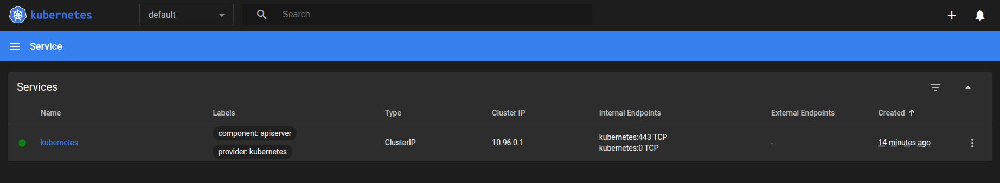 kubernetes default Search
Service
Services
Name Labels Type Cluster IP Internal Endpoints External Endpoints Created
component: apiserver
kubernetes ClusterIP 10.96.0.1 kubernetes:443 TCP - 14 minutes ago
kubernetes:0 TCP
provider: kubernetes